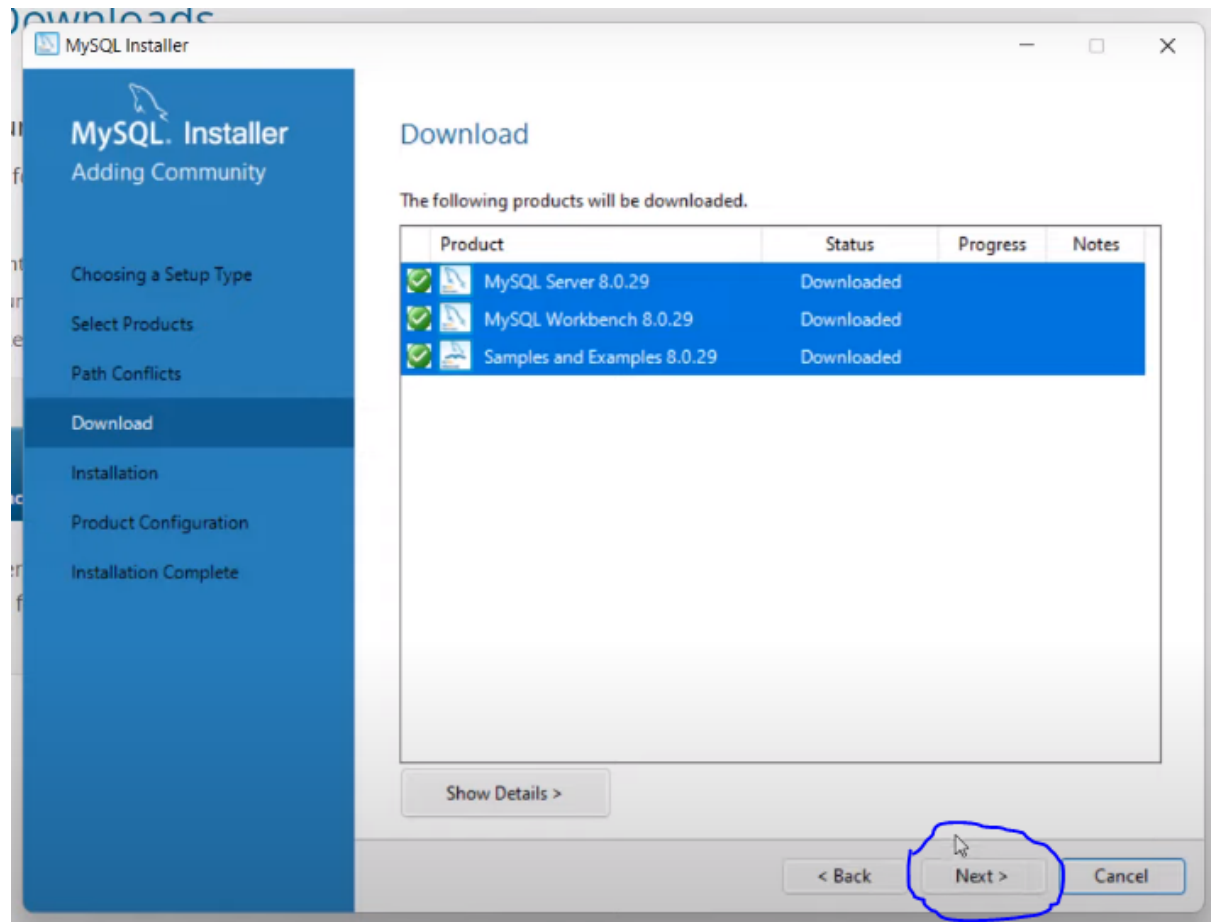 Downloads
MySQL Installer
MySQL. Installer
Adding Community
Choosing a Setup Type
Select Products
Path Conflicts
Download
Installation
Product Configuration
Installation Complete
Download
The following products will be downloaded.
Product Status Progress Notes
MySQL Server 8.0.29 Downloaded
MySQL Workbench 8.0.29 Downloaded
Samples and Examples 8.0.29 Downloaded
Show Details >
< Back Next > Cancel